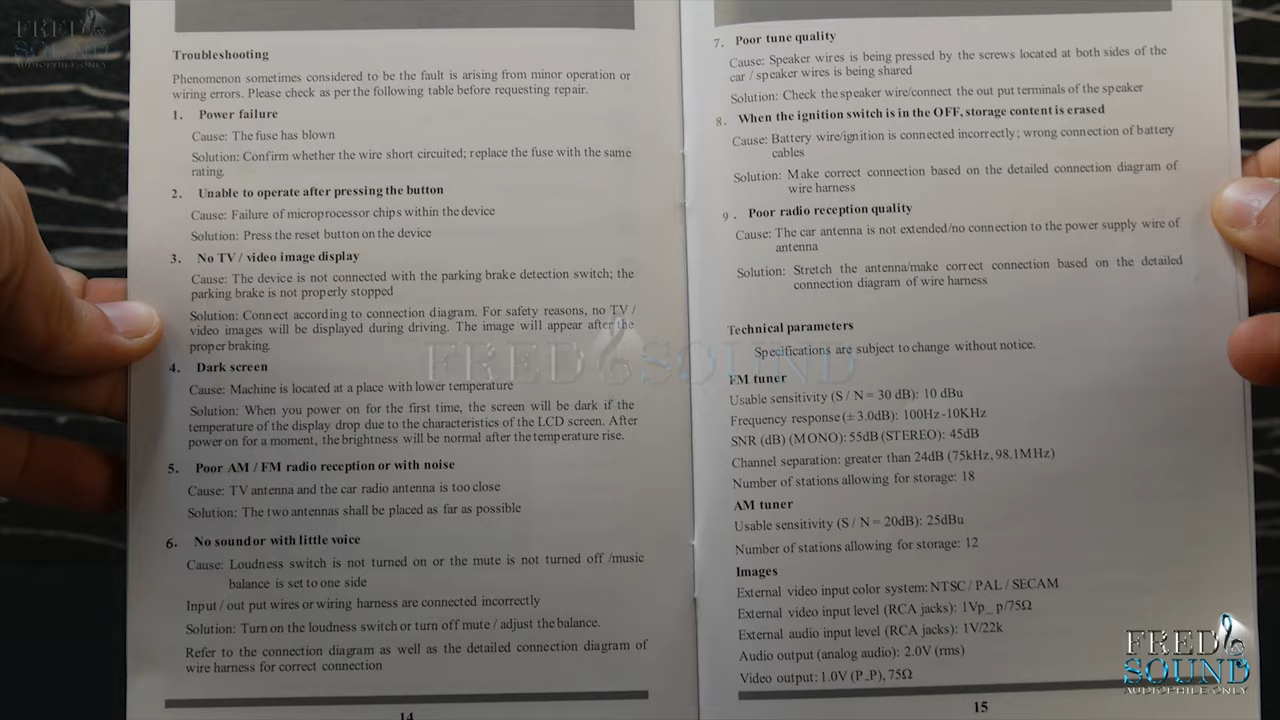 FRED SOUND
AUDIOPHILE ONLY
Troubleshooting
Phenomenon sometimes considered to be the fault is arising from minor operation or
wiring errors. Please check as per the following table before requesting repair.
1. Power failure
Cause: The fuse has blown
Solution: Confirm whether the wire short circuited; replace the fuse with the same
rating.
2. Unable to operate after pressing the button
Cause: Failure of microprocessor chips within the device
Solution: Press the reset button on the device
3. No TV / video image display
Cause: The device is not connected with the parking brake detection switch; the
parking brake is not properly stopped
Solution: Connect according to connection diagram. For safety reasons, no TV /
video images will be displayed during driving. The image will appear after the
proper braking.
4. Dark screen
Cause: Machine is located at a place with lower temperature
Solution: When you power on for the first time, the screen will be dark if the
temperature of the display drop due to the characteristics of the LCD screen. After
power on for a moment, the brightness will be normal after the temperature rise.
5. Poor AM / FM radio reception or with noise
Cause: TV antenna and the car radio antenna is too close
Solution: The two antennas shall be placed as far as possible
6. No sound or with little voice
Cause: Loudness switch is not turned on or the mute is not turned off /music
balance is set to one side
Input / out put wires or wiring harness are connected incorrectly
Solution: Turn on the loudness switch or turn off mute / adjust the balance.
Refer to the connection diagram as well as the detailed connection diagram of
wire harness for correct connection
14
7. Poor tune quality
Cause: Speaker wires is being pressed by the screws located at both sides of the
car / speaker wires is being shared
Solution: Check the speaker wire/connect the out put terminals of the speaker
8. When the ignition switch is in the OFF, storage content is erased
Cause: Battery wire/ignition is connected incorrectly; wrong connection of battery
cables
Solution: Make correct connection based on the detailed connection diagram of
wire harness
9. Poor radio reception quality
Cause: The car antenna is not extended/no connection to the power supply wire of
antenna
Solution: Stretch the antenna/make correct connection based on the detailed
connection diagram of wire harness
Technical parameters
Specifications are subject to change without notice.
FM tuner
Usable sensitivity (S / N = 30 dB): 10 dBu
Frequency response (± 3.0dB): 100Hz-10KHz
SNR (dB) (MONO): 55dB (STEREO): 45dB
Channel separation: greater than 24dB (75kHz, 98.1MHz)
Number of stations allowing for storage: 18
AM tuner
Usable sensitivity (S / N = 20dB): 25dBu
Number of stations allowing for storage: 12
Images
External video input color system: NTSC / PAL / SECAM
External video input level (RCA jacks): 1Vp_ p/75Ω
External audio input level (RCA jacks): 1V/22k
Audio output (analog audio): 2.0V (rms)
Video output: 1.0V (P_P), 75Ω
15
FRED SOUND
FRED
SOUND
AUDIOPHILE ONLY